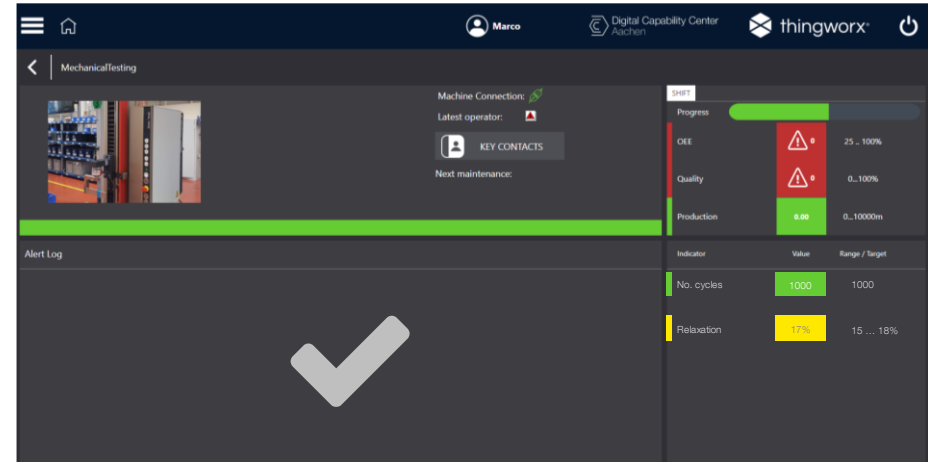 Marco
Digital Capability Center
Aachen
thingworx
MechanicalTesting
Machine Connection:
Latest operator:
KEY CONTACTS
Next maintenance:
SHIFT
Progress
OEE 0 25 .. 100%
Quality 0 0...100%
Production 0.00 0...10000m
Alert Log
Indicator Value Range / Target
No. cycles 1000 1000
Relaxation 17% 15 ... 18%